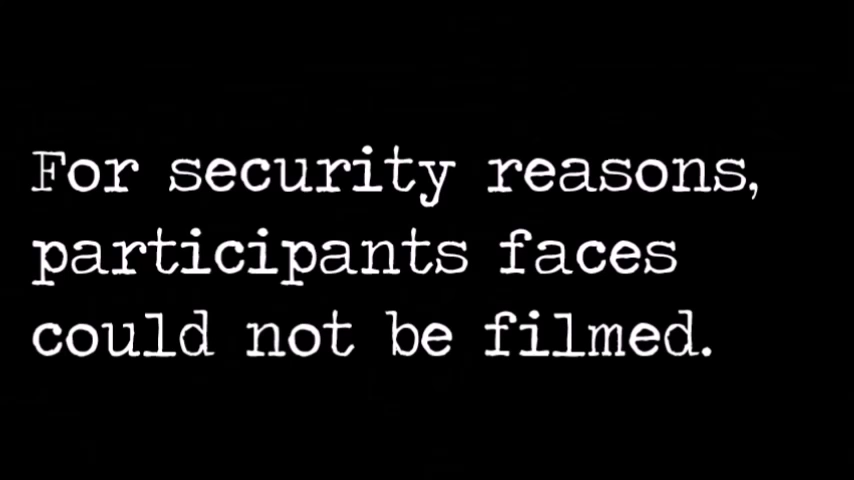 For security reasons,
participants faces
could not be filmed.